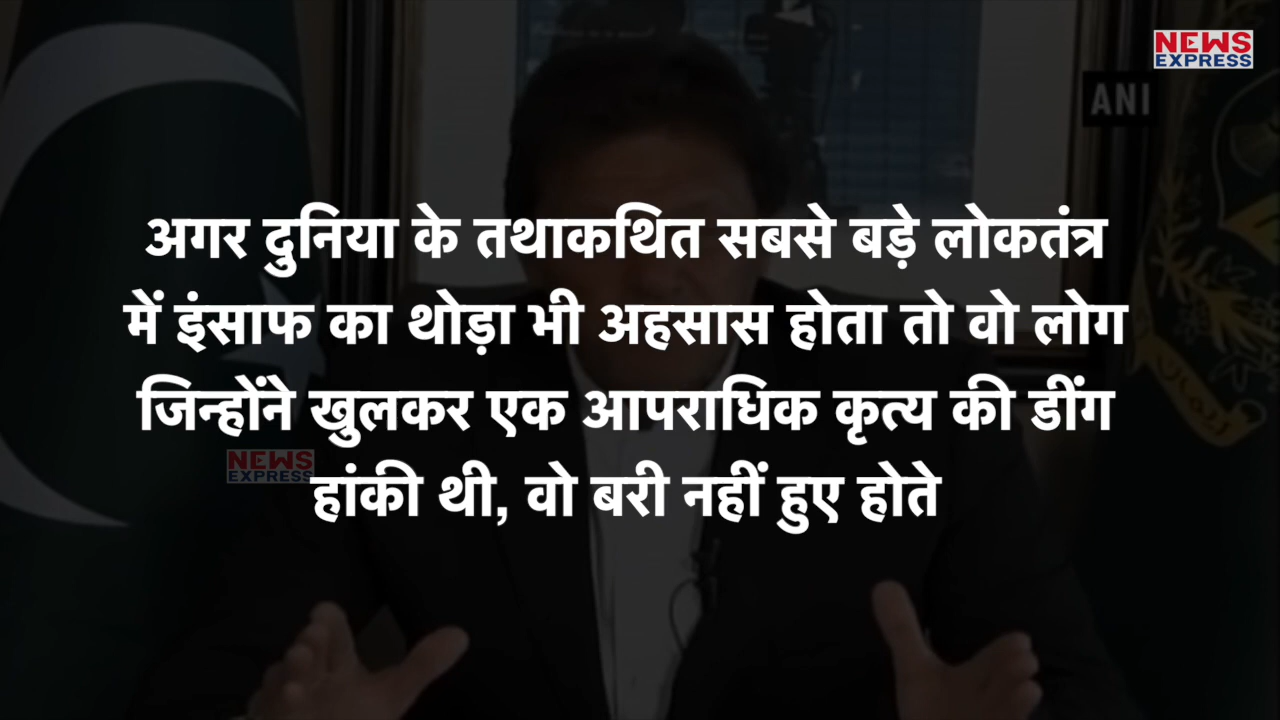 NEWS
EXPRESS
ANI
अगर दुनिया के तथाकथित सबसे बड़े लोकतंत्र
में इंसाफ का थोड़ा भी अहसास होता तो वो लोग
जिन्होंने खुलकर एक आपराधिक कृत्य की डींग
NEWS
EXPRESS
हांकी थी, वो बरी नहीं हुए होते